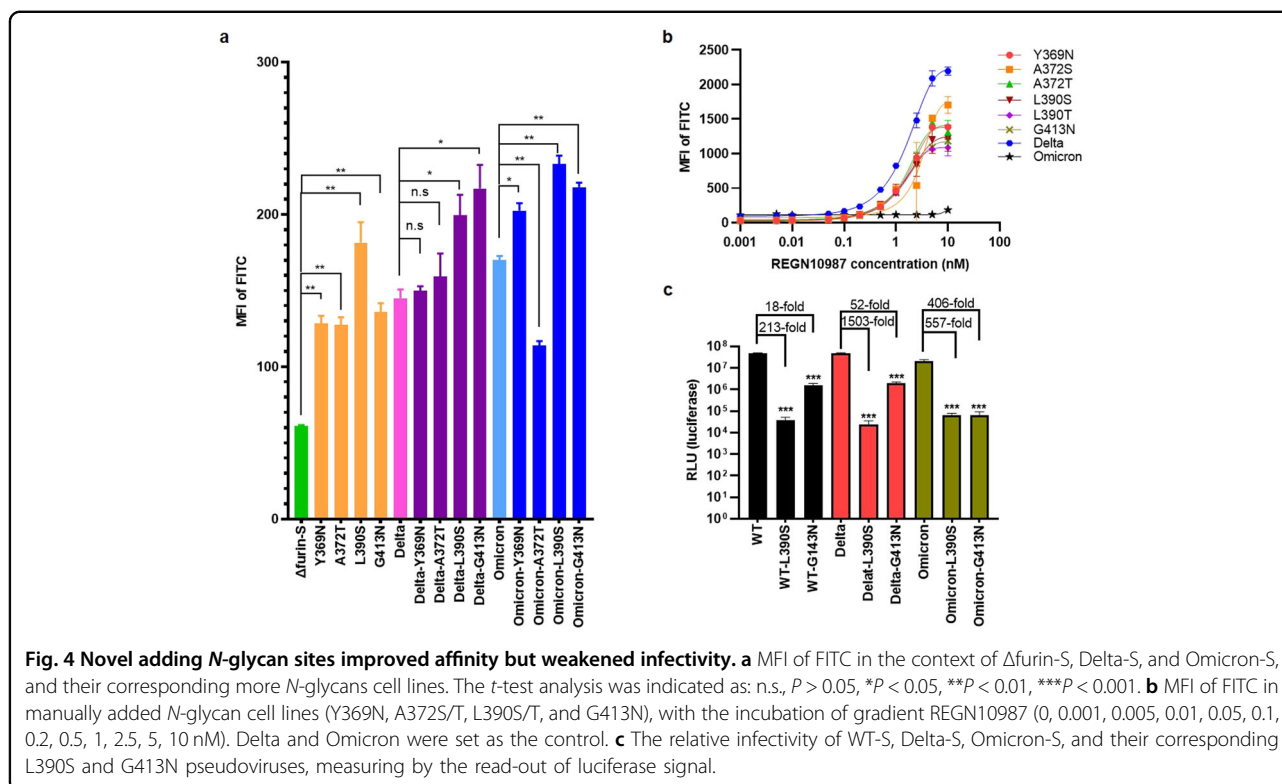 a
300
200
100
0
MFI of FITC
**
**
**
**
n.s
n.s
*
*
*
**
**
**
Δfurin-S
Y369N
A372T
L390S
G413N
Delta
Delta-Y369N
Delta-A372T
Delta-L390S
Delta-G413N
Omicron
Omicron-Y369N
Omicron-A372T
Omicron-L390S
Omicron-G413N
b
2500
2000
1500
1000
500
0
MFI of FITC
0.001
0.01
0.1
1
10
100
REGN10987 concentration (nM)
Y369N
A372S
A372T
L390S
L390T
G413N
Delta
Omicron
c
18-fold
213-fold
52-fold
1503-fold
406-fold
557-fold
10⁸
10⁷
10⁶
10⁵
10⁴
10³
10²
10¹
10⁰
RLU (luciferase)
***
***
***
***
***
***
WT
WT-L390S
WT-G143N
Delta
Delat-L390S
Delta-G413N
Omicron
Omicron-L390S
Omicron-G413N
Fig. 4 Novel adding N-glycan sites improved affinity but weakened infectivity. a MFI of FITC in the context of Δfurin-S, Delta-S, and Omicron-S,
and their corresponding more N-glycans cell lines. The t-test analysis was indicated as: n.s., P > 0.05, *P < 0.05, **P < 0.01, ***P < 0.001. b MFI of FITC in
manually added N-glycan cell lines (Y369N, A372S/T, L390S/T, and G413N), with the incubation of gradient REGN10987 (0, 0.001, 0.005, 0.01, 0.05, 0.1,
0.2, 0.5, 1, 2.5, 5, 10 nM). Delta and Omicron were set as the control. c The relative infectivity of WT-S, Delta-S, Omicron-S, and their corresponding
L390S and G413N pseudoviruses, measuring by the read-out of luciferase signal.